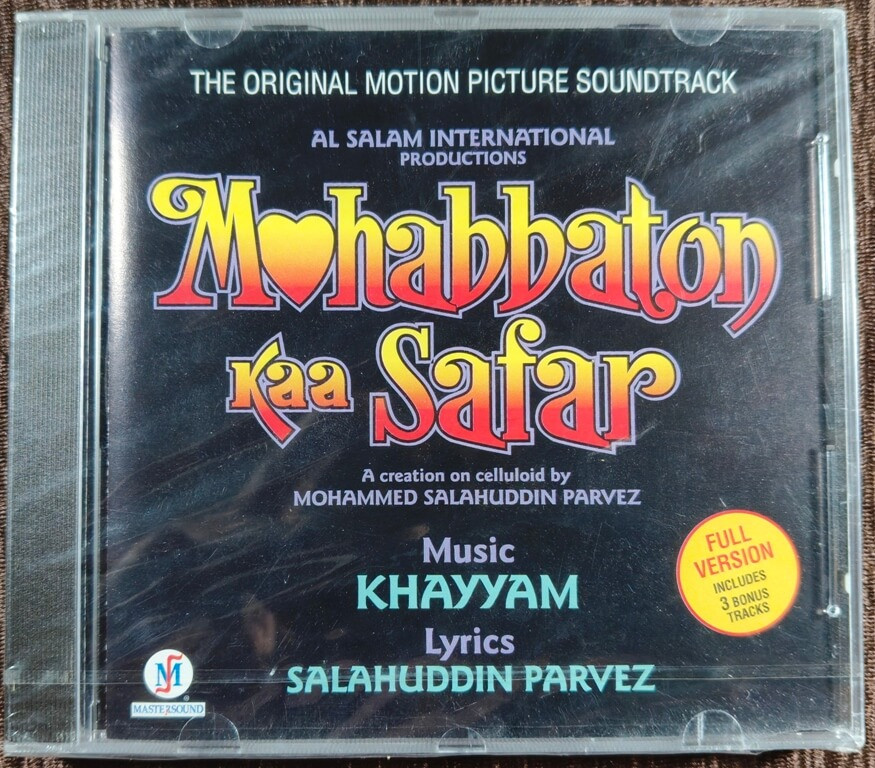 THE ORIGINAL MOTION PICTURE SOUNDTRACK
AL SALAM INTERNATIONAL
PRODUCTIONS
Mohabbaton
Kaa Safar
A creation on celluloid by
MOHAMMED SALAHUDDIN PARVEZ
Music
KHAYYAM
Lyrics
SALAHUDDIN PARVEZ
FULL
VERSION
INCLUDES
3 BONUS
TRACKS
MS
MASTERSOUND